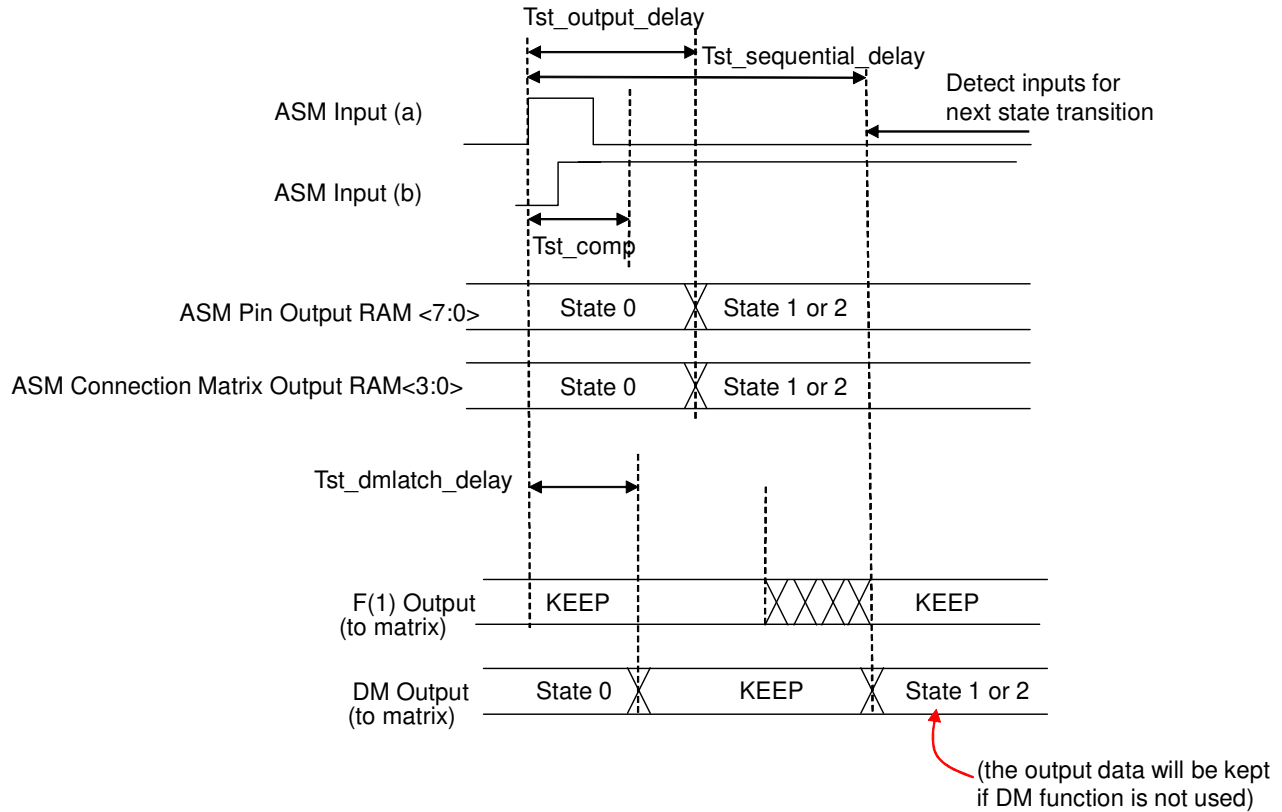 Tst_output_delay
Tst_sequential_delay
Detect inputs for
next state transition
ASM Input (a)
ASM Input (b)
Tst_comp
ASM Pin Output RAM <7:0>
State 0
State 1 or 2
ASM Connection Matrix Output RAM<3:0>
State 0
State 1 or 2
Tst_dmlatch_delay
F(1) Output
(to matrix)
KEEP
KEEP
DM Output
(to matrix)
State 0
KEEP
State 1 or 2
(the output data will be kept
if DM function is not used)